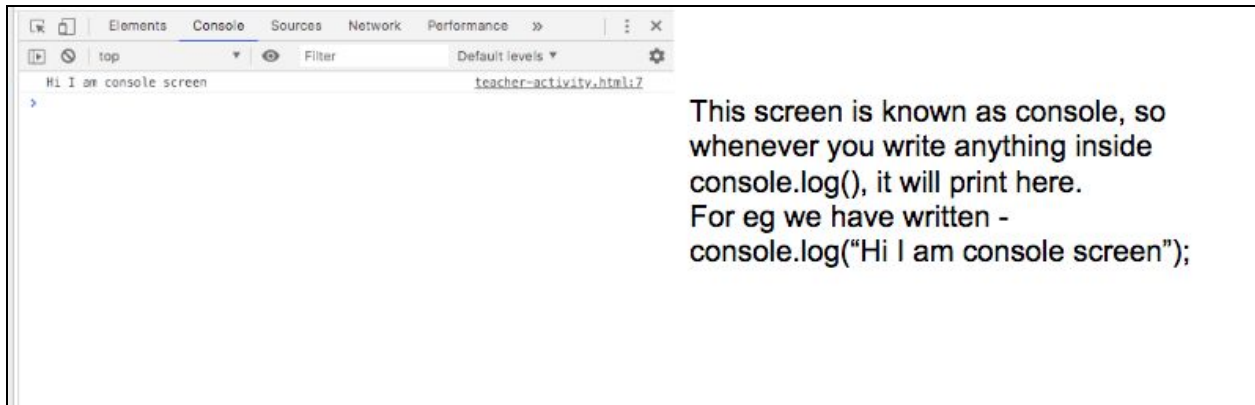 Elements Console Sources Network Performance »
top Filter Default levels
Hi I am console screen teacher-activity.html:7
>
This screen is known as console, so
whenever you write anything inside
console.log(), it will print here.
For eg we have written -
console.log(“Hi I am console screen”);